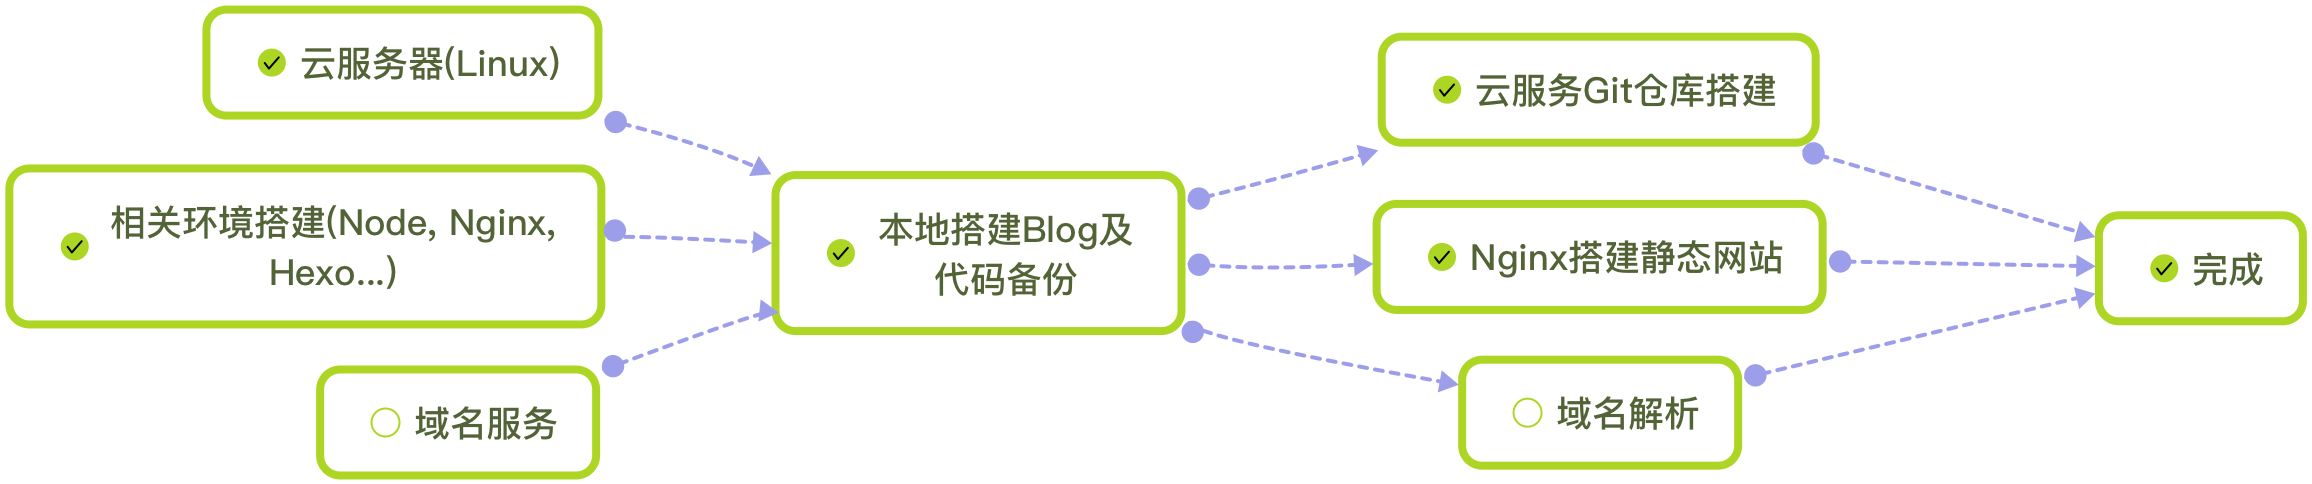 云服务器(Linux)
相关环境搭建(Node, Nginx,
Hexo...)
域名服务
本地搭建Blog及
代码备份
云服务Git仓库搭建
Nginx搭建静态网站
域名解析
完成